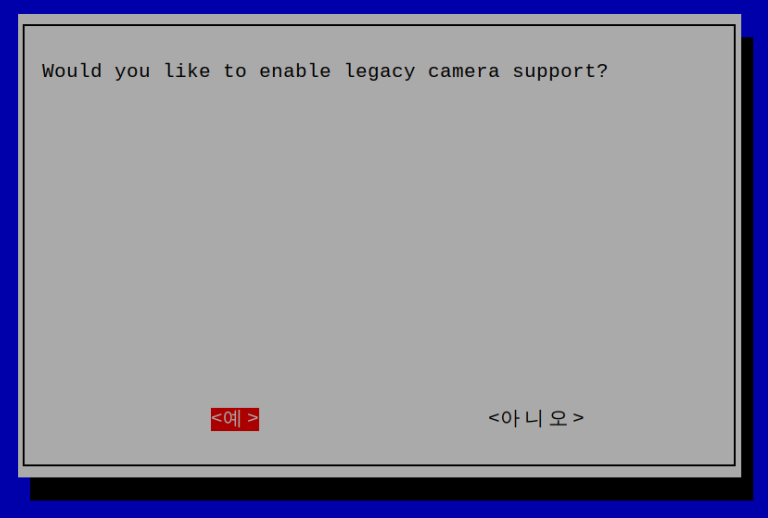 Would you like to enable legacy camera support?
<예> <아니오>